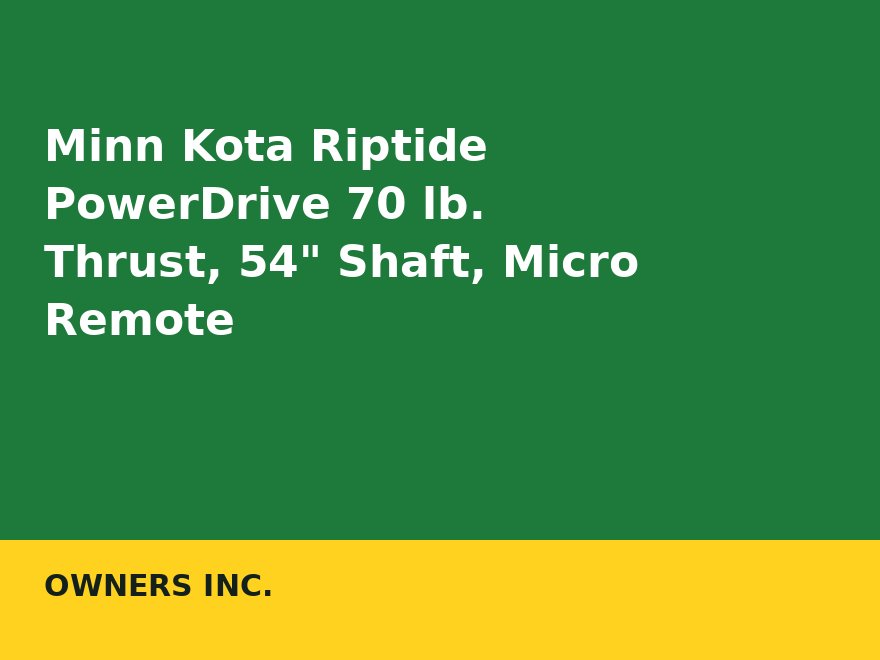 Minn Kota Riptide
PowerDrive 70 lb.
Thrust, 54" Shaft, Micro
Remote
OWNERS INC.